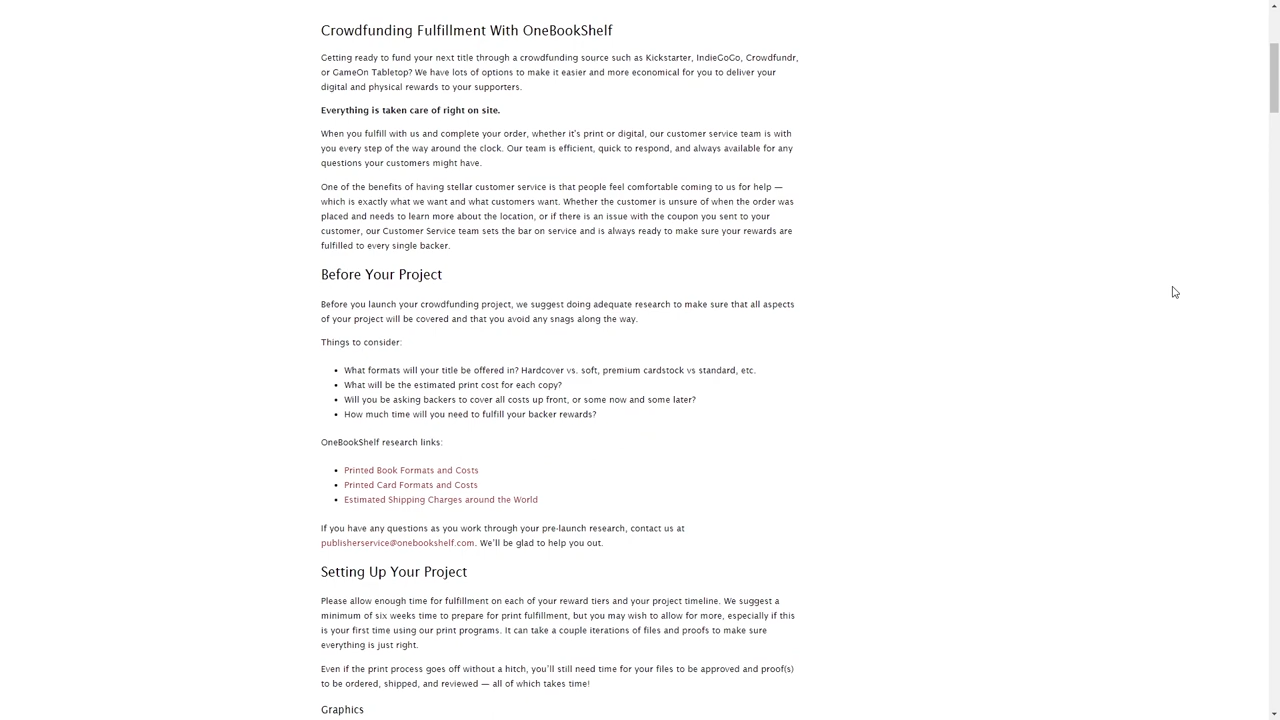 Crowdfunding Fulfillment With OneBookShelf
Getting ready to fund your next title through a crowdfunding source such as Kickstarter, IndieGoGo, Crowdfundr,
or GameOn Tabletop? We have lots of options to make it easier and more economical for you to deliver your
digital and physical rewards to your supporters.
Everything is taken care of right on site.
When you fulfill with us and complete your order, whether it's print or digital, our customer service team is with
you every step of the way around the clock. Our team is efficient, quick to respond, and always available for any
questions your customers might have.
One of the benefits of having stellar customer service is that people feel comfortable coming to us for help —
which is exactly what we want and what customers want. Whether the customer is unsure of when the order was
placed and needs to learn more about the location, or if there is an issue with the coupon you sent to your
customer, our Customer Service team sets the bar on service and is always ready to make sure your rewards are
fulfilled to every single backer.
Before Your Project
Before you launch your crowdfunding project, we suggest doing adequate research to make sure that all aspects
of your project will be covered and that you avoid any snags along the way.
Things to consider:
• What formats will your title be offered in? Hardcover vs. soft, premium cardstock vs standard, etc.
• What will be the estimated print cost for each copy?
• Will you be asking backers to cover all costs up front, or some now and some later?
• How much time will you need to fulfill your backer rewards?
OneBookShelf research links:
• Printed Book Formats and Costs
• Printed Card Formats and Costs
• Estimated Shipping Charges around the World
If you have any questions as you work through your pre-launch research, contact us at
publisherservice@onebookshelf.com. We'll be glad to help you out.
Setting Up Your Project
Please allow enough time for fulfillment on each of your reward tiers and your project timeline. We suggest a
minimum of six weeks time to prepare for print fulfillment, but you may wish to allow for more, especially if this
is your first time using our print programs. It can take a couple iterations of files and proofs to make sure
everything is just right.
Even if the print process goes off without a hitch, you'll still need time for your files to be approved and proof(s)
to be ordered, shipped, and reviewed — all of which takes time!
Graphics